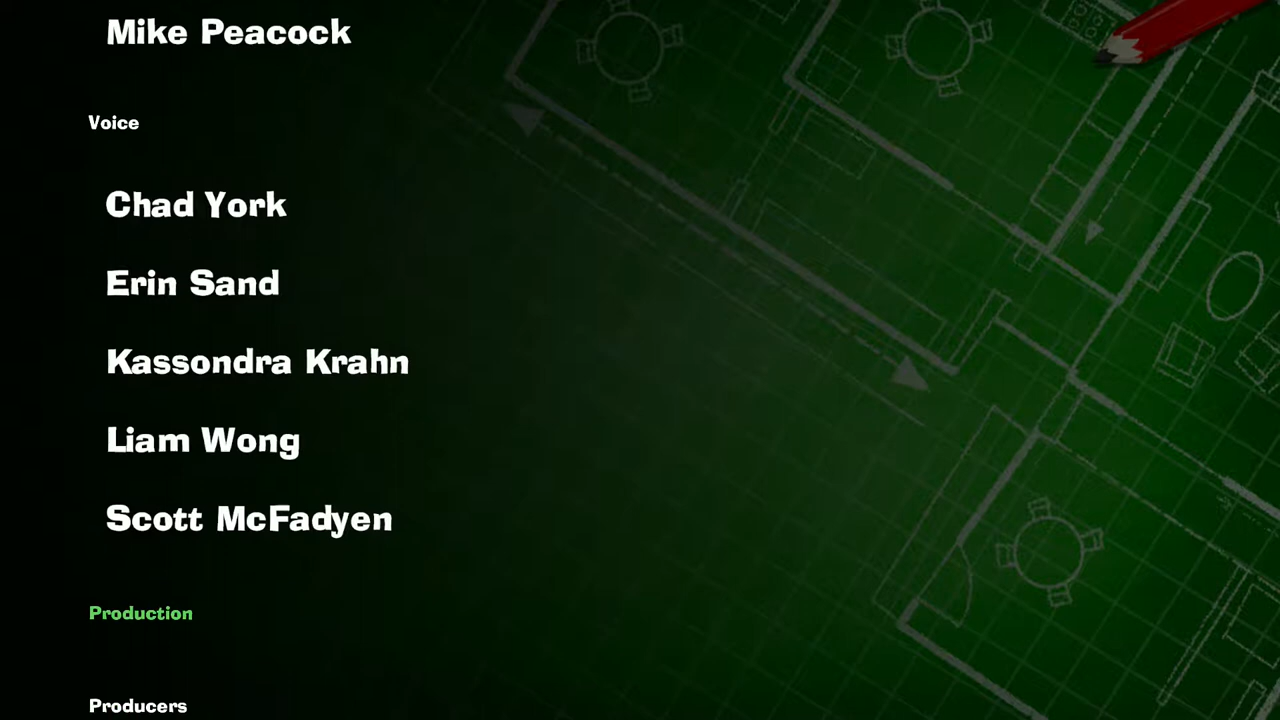 Mike Peacock
Voice
Chad York
Erin Sand
Kassondra Krahn
Liam Wong
Scott McFadyen
Production
Producers